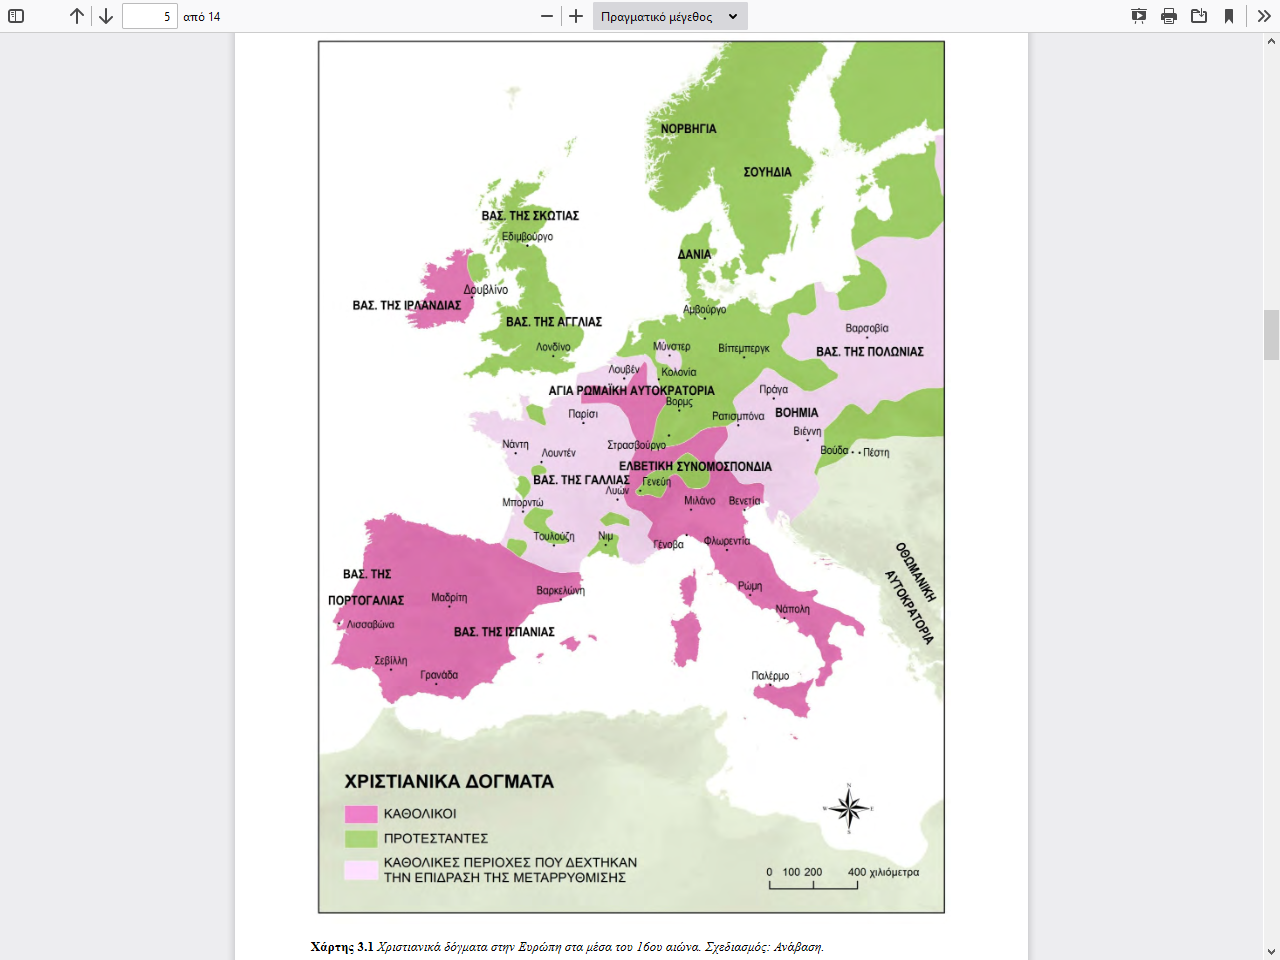 5 από 14 Πραγματικό μέγεθος
ΝΟΡΒΗΓΙΑ
ΣΟΥΗΔΙΑ
ΒΑΣ. ΤΗΣ ΣΚΩΤΙΑΣ
Εδιμβούργο
ΔΑΝΙΑ
Δουβλίνο
ΒΑΣ. ΤΗΣ ΙΡΛΑΝΔΙΑΣ
Αμβούργο
ΒΑΣ. ΤΗΣ ΑΓΓΛΙΑΣ
Βαρσοβία
Λονδίνο
Μύνστερ
Βίπεμπεργκ
ΒΑΣ. ΤΗΣ ΠΟΛΩΝΙΑΣ
Λουβέν
Κολονία
ΑΓΙΑ ΡΩΜΑΪΚΗ ΑΥΤΟΚΡΑΤΟΡΙΑ
Πράγα
Βορμς
Παρίσι
Ρατισμπόνα
ΒΟΗΜΙΑ
Βιέννη
Νάντη
Στρασβούργο
Λουντέν
Βούδα
Πέστη
ΕΛΒΕΤΙΚΗ ΣΥΝΟΜΟΣΠΟΝΔΙΑ
ΒΑΣ. ΤΗΣ ΓΑΛΛΙΑΣ
Γενεύη
Λυών
Μπορντώ
Μιλάνο
Βενετία
Τουλούζη
Νιμ
Γένοβα
Φλωρεντία
ΟΘΩΜΑΝΙΚΗ
ΑΥΤΟΚΡΑΤΟΡΙΑ
ΒΑΣ. ΤΗΣ
ΠΟΡΤΟΓΑΛΙΑΣ
Μαδρίτη
Βαρκελώνη
Ρώμη
Νάπολη
Λισσαβώνα
ΒΑΣ. ΤΗΣ ΙΣΠΑΝΙΑΣ
Σεβίλλη
Γρανάδα
Παλέρμο
ΧΡΙΣΤΙΑΝΙΚΑ ΔΟΓΜΑΤΑ
ΚΑΘΟΛΙΚΟΙ
ΠΡΟΤΕΣΤΑΝΤΕΣ
ΚΑΘΟΛΙΚΕΣ ΠΕΡΙΟΧΕΣ ΠΟΥ ΔΕΧΤΗΚΑΝ
ΤΗΝ ΕΠΙΔΡΑΣΗ ΤΗΣ ΜΕΤΑΡΡΥΘΜΙΣΗΣ
N
W E
S
0 100 200 400 χιλιόμετρα
Χάρτης 3.1 Χριστιανικά δόγματα στην Ευρώπη στα μέσα του 16ου αιώνα. Σχεδιασμός: Ανάβαση.